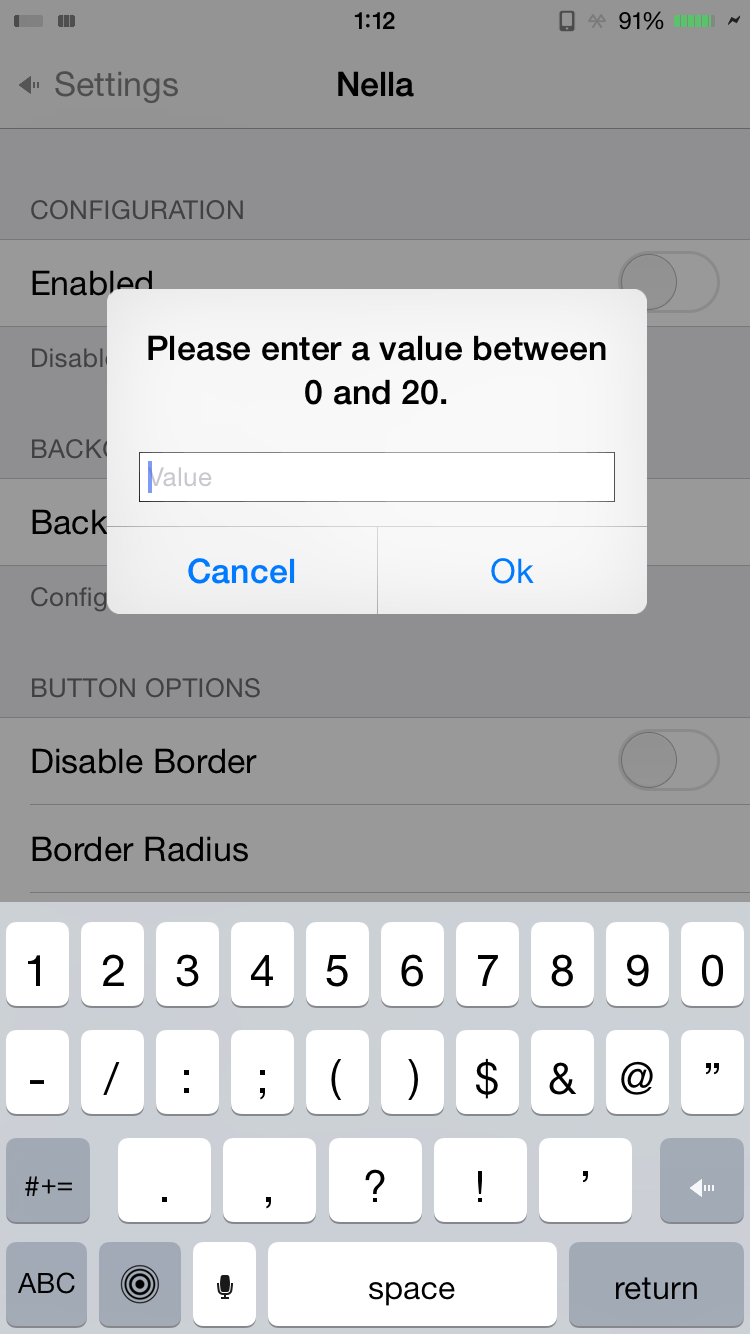 1:12 91%
Settings Nella
CONFIGURATION
Enabled
Disabl
Please enter a value between
0 and 20.
BACK
Value
Back
Cancel Ok
Config
BUTTON OPTIONS
Disable Border
Border Radius
1 2 3 4 5 6 7 8 9 0
- / : ; ( ) $ & @ ”
#+= . , ? ! ’
ABC space return